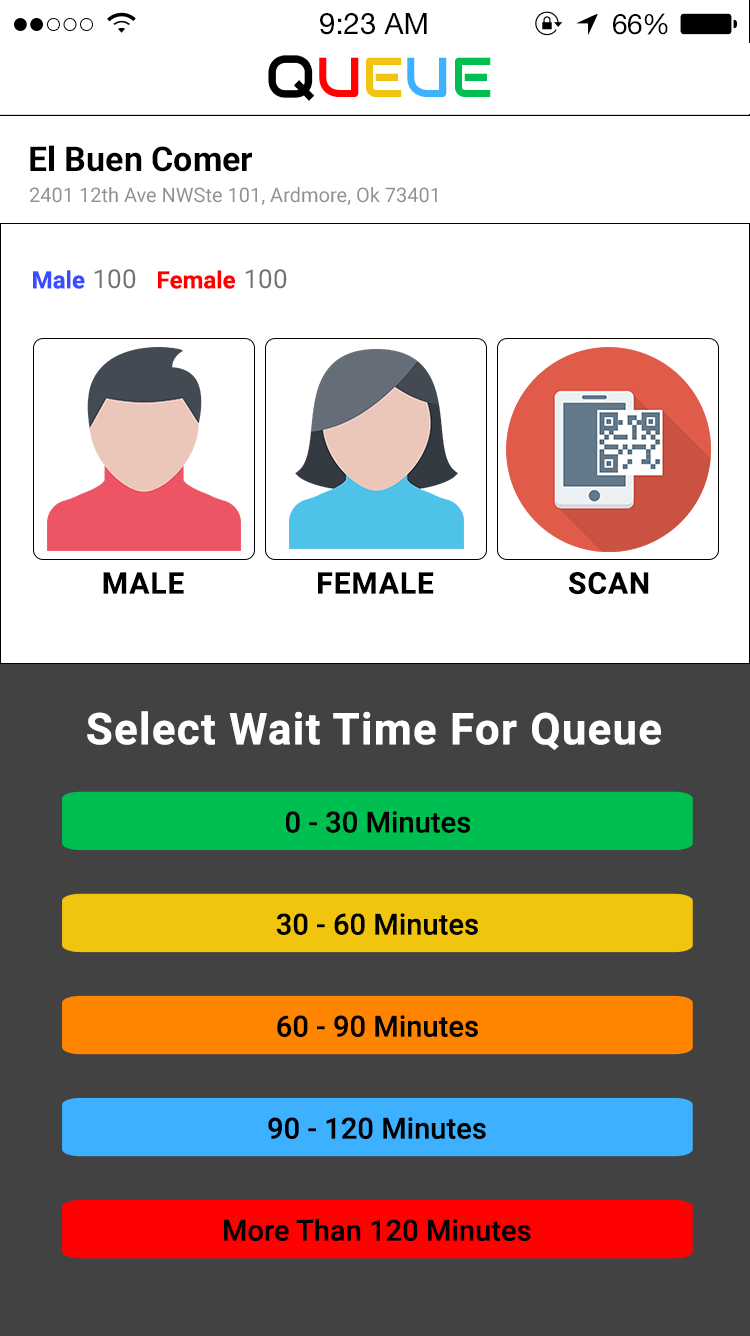 9:23 AM 66%
QUEUE
El Buen Comer
2401 12th Ave NWSte 101, Ardmore, Ok 73401
Male 100 Female 100
MALE FEMALE SCAN
Select Wait Time For Queue
0 - 30 Minutes
30 - 60 Minutes
60 - 90 Minutes
90 - 120 Minutes
More Than 120 Minutes